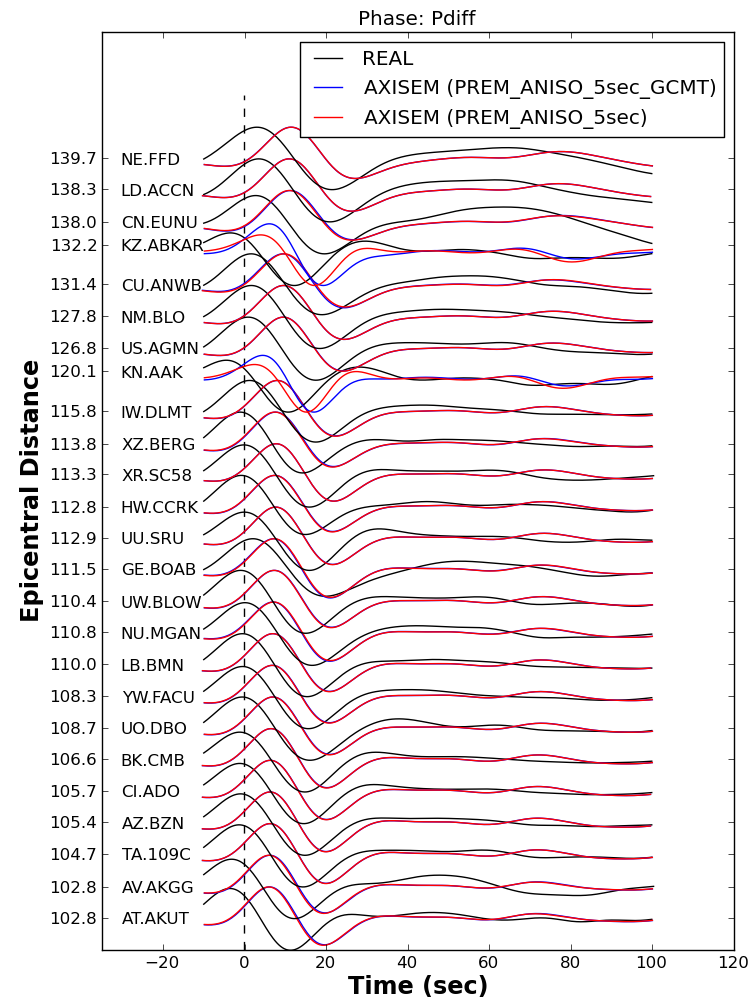 Phase: Pdiff
REAL
AXISEM (PREM_ANISO_5sec_GCMT)
AXISEM (PREM_ANISO_5sec)
139.7 NE.FFD
138.3 LD.ACCN
138.0 CN.EUNU
132.2 KZ.ABKAR
131.4 CU.ANWB
127.8 NM.BLO
126.8 US.AGMN
120.1 KN.AAK
115.8 IW.DLMT
113.8 XZ.BERG
113.3 XR.SC58
112.8 HW.CCRK
112.9 UU.SRU
111.5 GE.BOAB
110.4 UW.BLOW
110.8 NU.MGAN
110.0 LB.BMN
108.3 YW.FACU
108.7 UO.DBO
106.6 BK.CMB
105.7 CI.ADO
105.4 AZ.BZN
104.7 TA.109C
102.8 AV.AKGG
102.8 AT.AKUT
Epicentral Distance
−20 0 20 40 60 80 100 120
Time (sec)